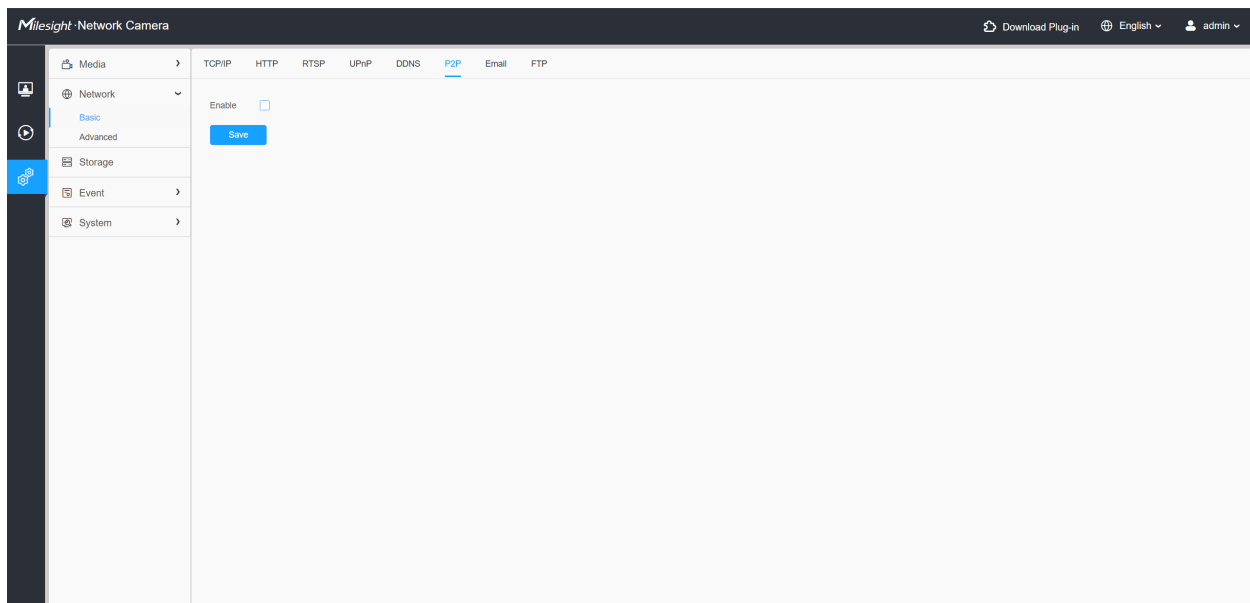 Milesight·Network Camera
Download Plug-in
English
admin
Media
Network
Basic
Advanced
Storage
Event
System
TCP/IP HTTP RTSP UPnP DDNS P2P Email FTP
Enable
Save